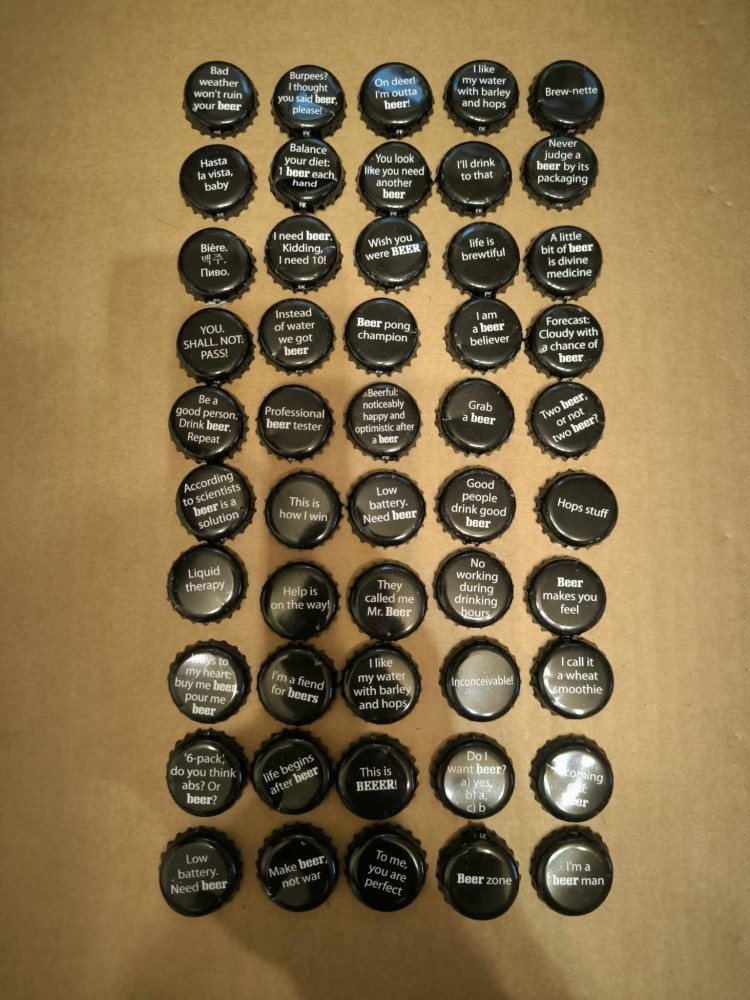 Bad
weather
won't ruin
your beer
Burpees?
I thought
you said beer,
please!
On deer!
I'm outta
beer!
I like
my water
with barley
and hops
Brew-nette
Hasta
la vista,
baby
Balance
your diet:
1 beer each
hand
You look
like you need
another
beer
I'll drink
to that
Never
judge a
beer by its
packaging
Bière.
맥주.
Пиво.
I need beer.
Kidding,
I need 10!
Wish you
were BEER
life is
brewtiful
A little
bit of beer
is divine
medicine
YOU.
SHALL. NOT.
PASS!
Instead
of water
we got
beer
Beer pong
champion
I am
a beer
believer
Forecast:
Cloudy with
a chance of
beer
Be a
good person.
Drink beer.
Repeat
Professional
beer tester
Beerful:
noticeably
happy and
optimistic after
a beer
Grab
a beer
Two beer,
or not
two beer?
According
to scientists
beer is a
solution
This is
how I win
Low
battery.
Need beer
Good
people
drink good
beer
Hops stuff
Liquid
therapy
Help is
on the way!
They
called me
Mr. Beer
No
working
during
drinking
hours
Beer
makes you
feel
to
my heart:
buy me beer,
pour me
beer
I'm a fiend
for beers
I like
my water
with barley
and hops
Inconceivable!
I call it
a wheat
smoothie
'6-pack',
do you think
abs? Or
beer?
life begins
after beer
This is
BEEER!
Do I
want beer?
a) yes,
b) a,
c) b
Low
battery.
Need beer
Make beer,
not war
To me,
you are
perfect
Beer zone
I'm a
beer man